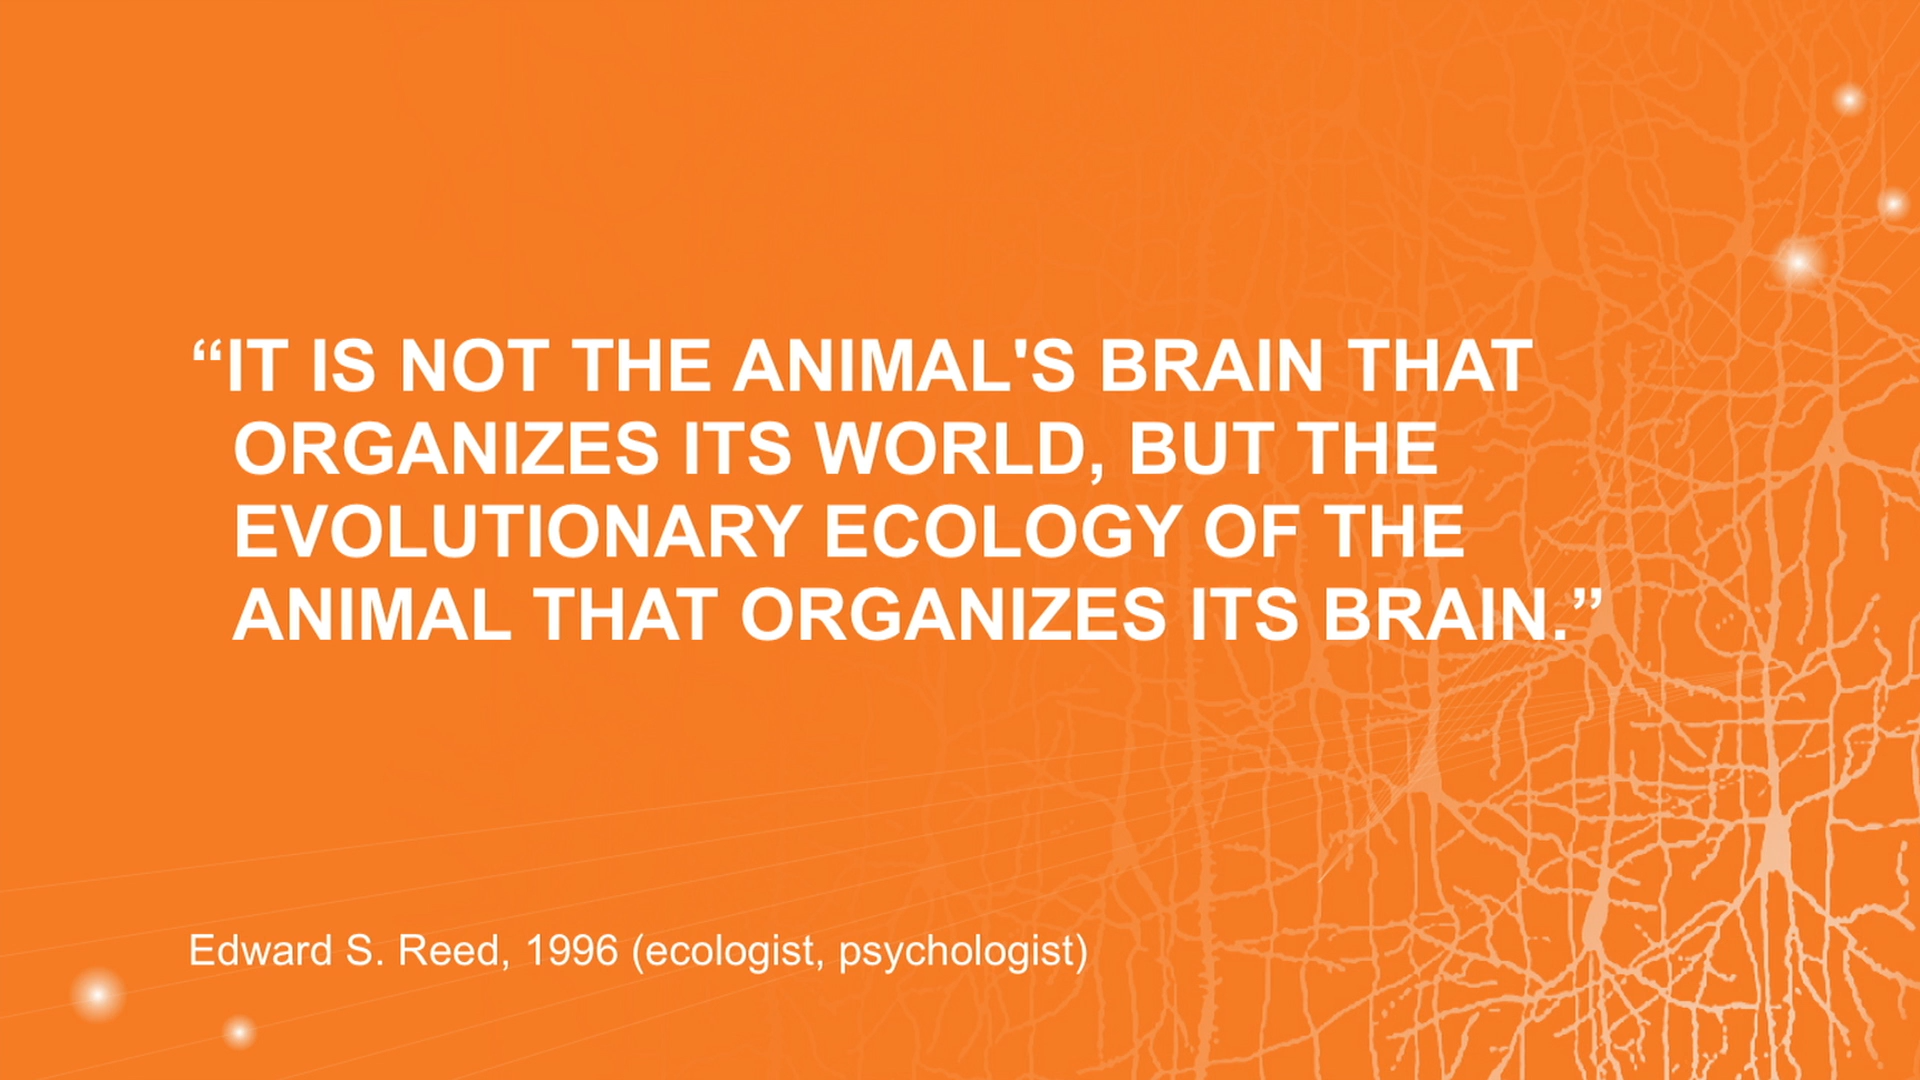 “IT IS NOT THE ANIMAL'S BRAIN THAT
ORGANIZES ITS WORLD, BUT THE
EVOLUTIONARY ECOLOGY OF THE
ANIMAL THAT ORGANIZES ITS BRAIN.”
Edward S. Reed, 1996 (ecologist, psychologist)